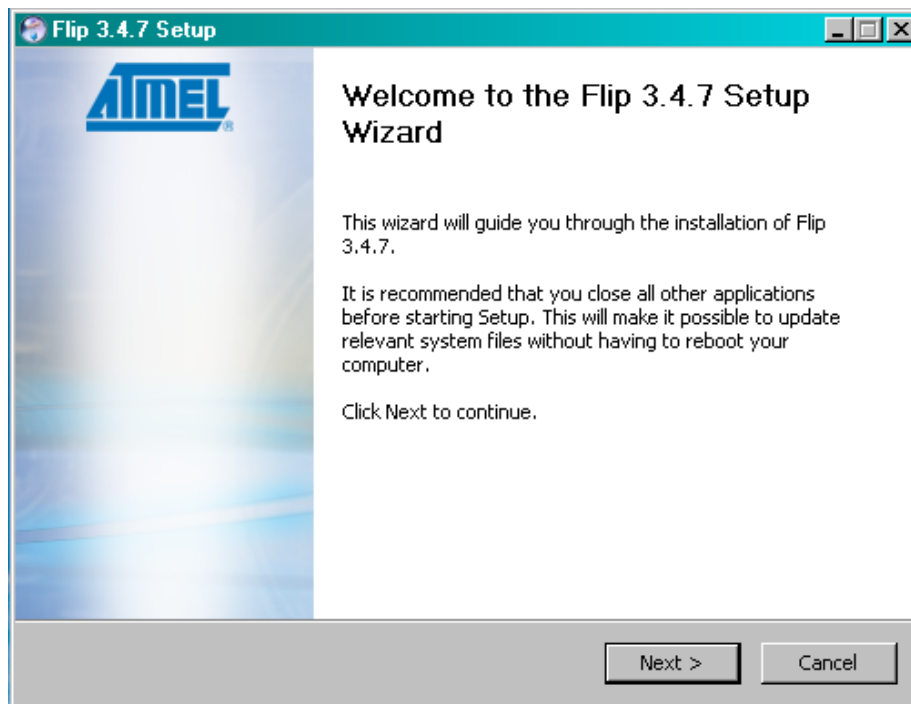 Flip 3.4.7 Setup
ATMEL
®
Welcome to the Flip 3.4.7 Setup
Wizard
This wizard will guide you through the installation of Flip
3.4.7.
It is recommended that you close all other applications
before starting Setup. This will make it possible to update
relevant system files without having to reboot your
computer.
Click Next to continue.
Next >
Cancel